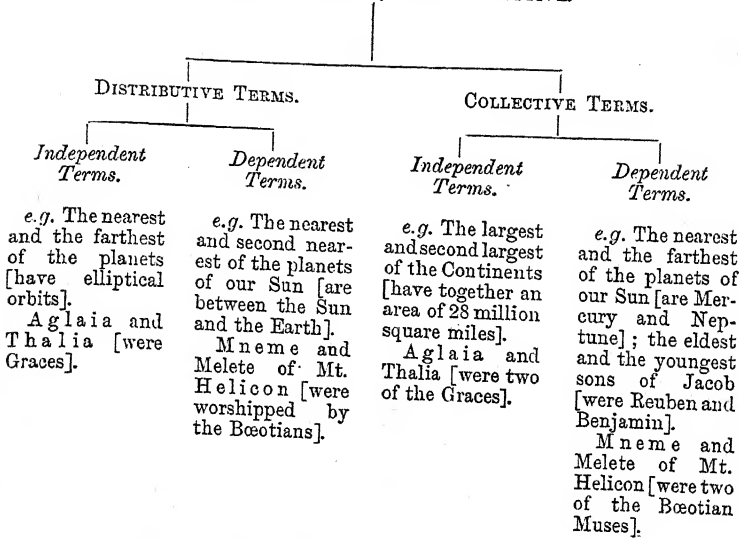 DISTRIBUTIVE TERMS.
COLLECTIVE TERMS.
Independent
Terms.
e.g. The nearest
and the farthest
of the planets
[have elliptical
orbits].
Aglaia and
Thalia [were
Graces].
Dependent
Terms.
e.g. The nearest
and second near-
est of the planets
of our Sun [are
between the Sun
and the Earth].
Mneme and
Melete of Mt.
Helicon [were
worshipped by
the Bœotians].
Independent
Terms.
e.g. The largest
and second largest
of the Continents
[have together an
area of 28 million
square miles].
Aglaia and
Thalia [were two
of the Graces].
Dependent
Terms.
e.g. The nearest
and the farthest
of the planets of
our Sun [are Mer-
cury and Nep-
tune]; the eldest
and the youngest
sons of Jacob
[were Reuben and
Benjamin].
Mneme and
Melete of Mt.
Helicon [were two
of the Bœotian
Muses].